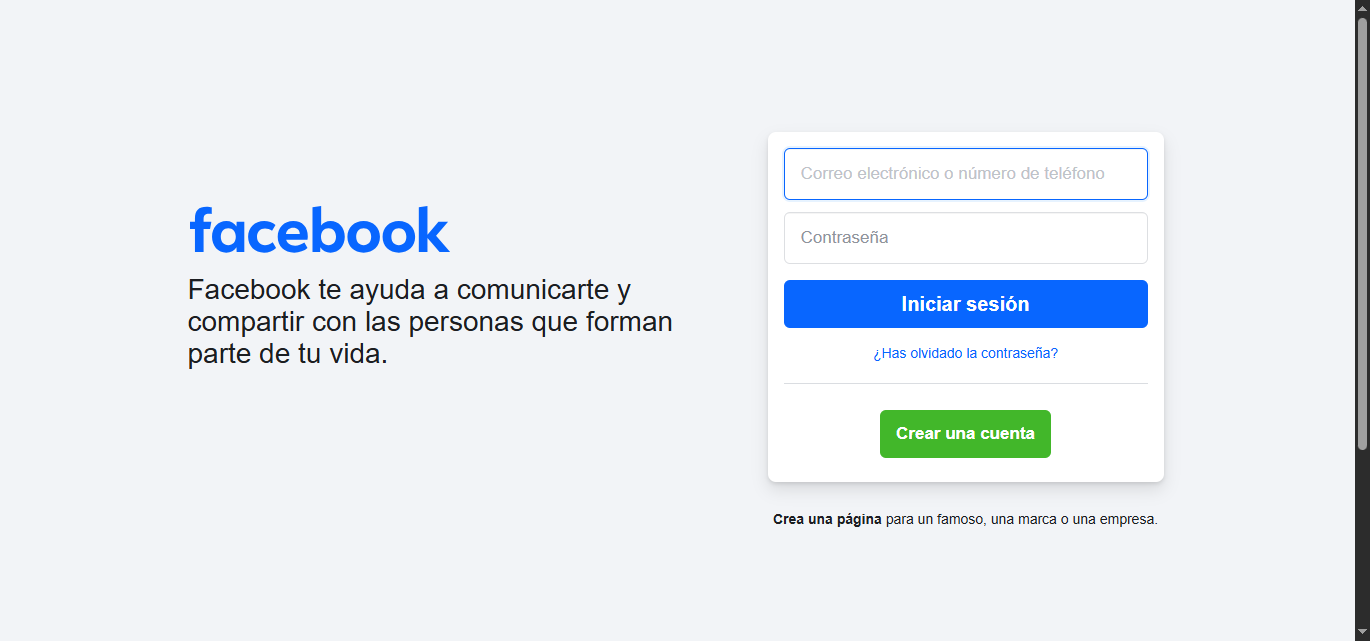 facebook
Facebook te ayuda a comunicarte y
compartir con las personas que forman
parte de tu vida.
Correo electrónico o número de teléfono
Contraseña
Iniciar sesión
¿Has olvidado la contraseña?
Crear una cuenta
Crea una página para un famoso, una marca o una empresa.